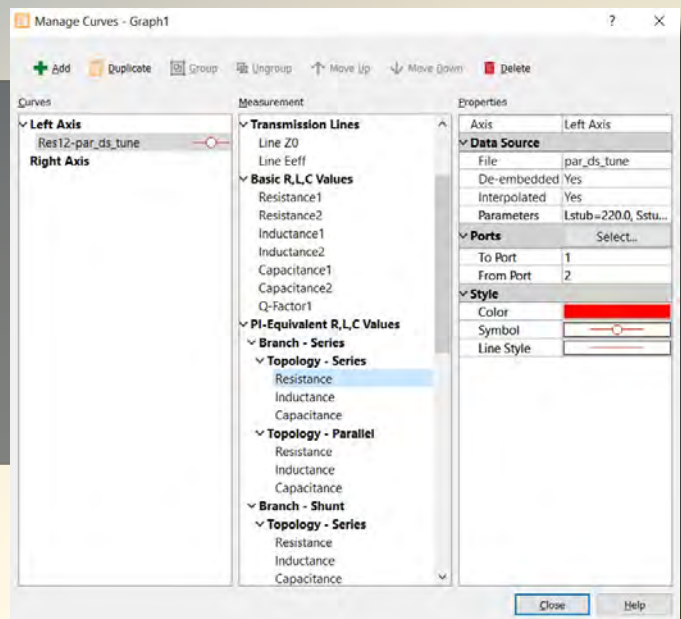 Manage Curves - Graph1
Add Duplicate Group Ungroup Move Up Move Down Delete
Curves
Left Axis
Res12-par_ds_tune
Right Axis
Measurement
Transmission Lines
Line Z0
Line Eeff
Basic R,L,C Values
Resistance1
Resistance2
Inductance1
Inductance2
Capacitance1
Capacitance2
Q-Factor1
PI-Equivalent R,L,C Values
Branch - Series
Topology - Series
Resistance
Inductance
Capacitance
Topology - Parallel
Resistance
Inductance
Capacitance
Branch - Shunt
Topology - Series
Resistance
Inductance
Capacitance
Properties
Axis Left Axis
Data Source
File par_ds_tune
De-embedded Yes
Interpolated Yes
Parameters Lstub=220.0, Sstu...
Ports Select...
To Port 1
From Port 2
Style
Color
Symbol
Line Style
Close Help